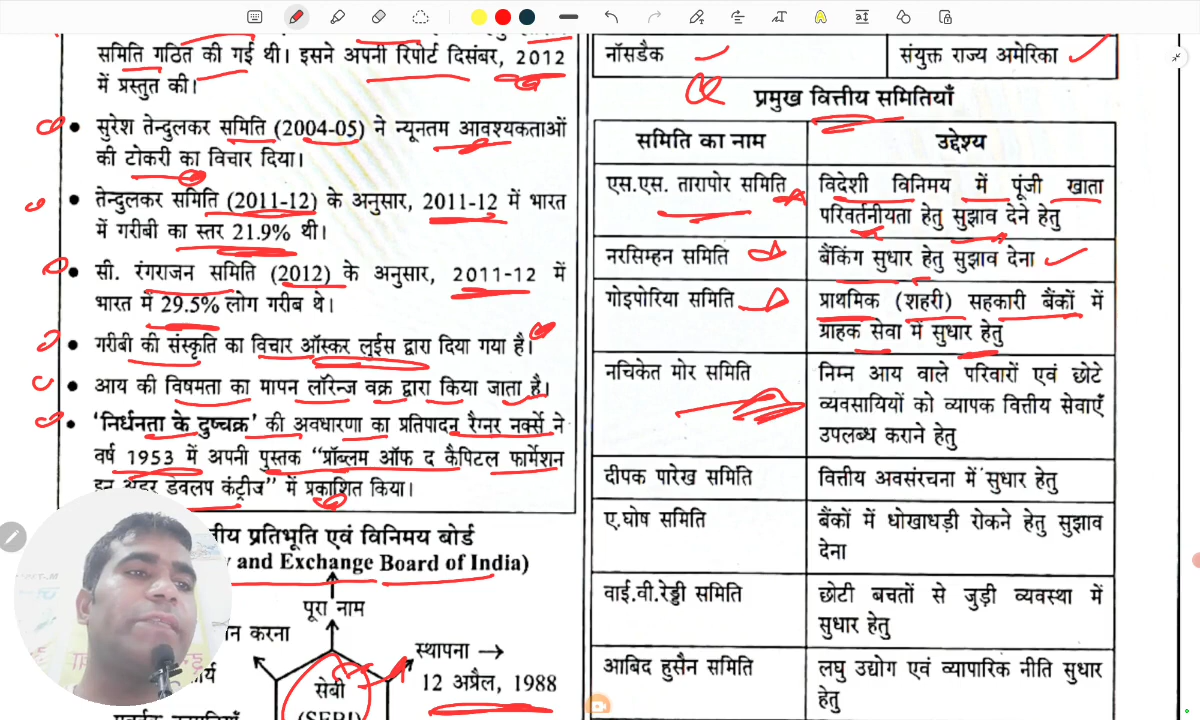 समिति गठित की गई थी। इसने अपनी रिपोर्ट दिसंबर, 2012
में प्रस्तुत की।
• सुरेश तेन्दुलकर समिति (2004-05) ने न्यूनतम आवश्यकताओं
की टोकरी का विचार दिया।
• तेन्दुलकर समिति (2011-12) के अनुसार, 2011-12 में भारत
में गरीबी का स्तर 21.9% थी।
• सी. रंगराजन समिति (2012) के अनुसार, 2011-12 में
भारत में 29.5% लोग गरीब थे।
• गरीबी की संस्कृति का विचार ऑस्कर लूईस द्वारा दिया गया है।
• आय की विषमता का मापन लॉरेन्ज वक्र द्वारा किया जाता है।
• 'निर्धनता के दुष्चक्र' की अवधारणा का प्रतिपादन रैग्नर नर्क्से ने
वर्ष 1953 में अपनी पुस्तक "प्रॉब्लम ऑफ द कैपिटल फार्मेशन
इन अंडर डेवलप कंट्रीज" में प्रकाशित किया।
प्रतिभूति एवं विनिमय बोर्ड
and Exchange Board of India)
पूरा नाम
करना
स्थापना →
12 अप्रैल, 1988
सेबी
(SEBI)
नॉसडैक संयुक्त राज्य अमेरिका
प्रमुख वित्तीय समितियाँ
समिति का नाम उद्देश्य
एस.एस. तारापोर समिति विदेशी विनिमय में पूंजी खाता
परिवर्तनीयता हेतु सुझाव देने हेतु
नरसिम्हन समिति बैंकिंग सुधार हेतु सुझाव देना
गोइपोरिया समिति प्राथमिक (शहरी) सहकारी बैंकों में
ग्राहक सेवा में सुधार हेतु
नचिकेत मोर समिति निम्न आय वाले परिवारों एवं छोटे
व्यवसायियों को व्यापक वित्तीय सेवाएँ
उपलब्ध कराने हेतु
दीपक पारेख समिति वित्तीय अवसंरचना में सुधार हेतु
ए.घोष समिति बैंकों में धोखाधड़ी रोकने हेतु सुझाव
देना
वाई.वी.रेड्डी समिति छोटी बचतों से जुड़ी व्यवस्था में
सुधार हेतु
आबिद हुसैन समिति लघु उद्योग एवं व्यापारिक नीति सुधार
हेतु